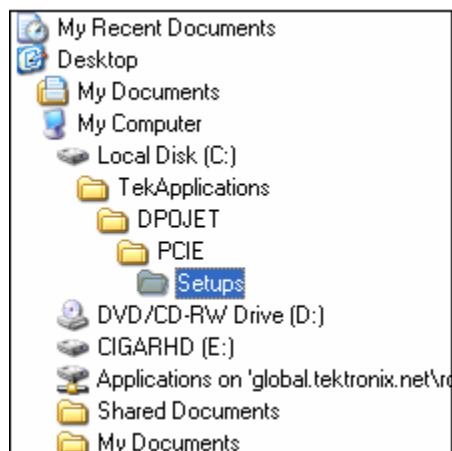 My Recent Documents
Desktop
My Documents
My Computer
Local Disk (C:)
TekApplications
DPOJET
PCIE
Setups
DVD/CD-RW Drive (D:)
CIGARHD (E:)
Applications on 'global.tektronix.net\r
Shared Documents
My Documents